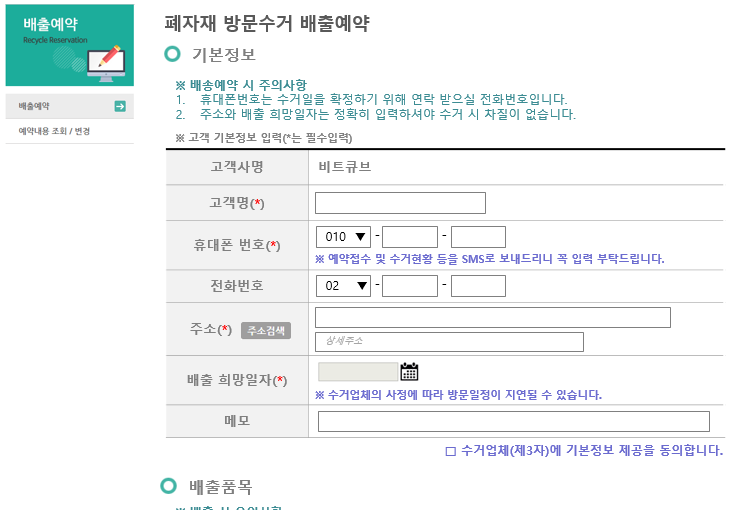 배출예약
Recycle Reservation
배출예약
예약내용 조회 / 변경
폐자재 방문수거 배출예약
기본정보
※ 배송예약 시 주의사항
1. 휴대폰번호는 수거일을 확정하기 위해 연락 받으실 전화번호입니다.
2. 주소와 배출 희망일자는 정확히 입력하셔야 수거 시 차질이 없습니다.
※ 고객 기본정보 입력(*는 필수입력)
고객사명 비트큐브
고객명(*)
휴대폰 번호(*) 010 ▼ - -
※ 예약접수 및 수거현황 등을 SMS로 보내드리니 꼭 입력 부탁드립니다.
전화번호 02 ▼ - -
주소(*) 주소검색
상세주소
배출 희망일자(*)
※ 수거업체의 사정에 따라 방문일정이 지연될 수 있습니다.
메모
□ 수거업체(제3자)에 기본정보 제공을 동의합니다.
배출품목